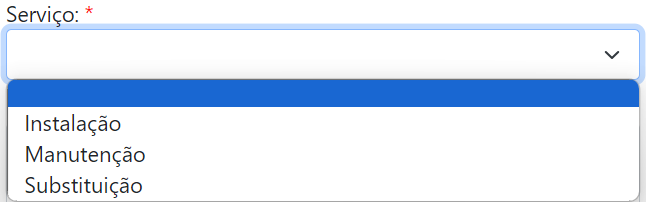 Serviço: *
Instalação
Manutenção
Substituição